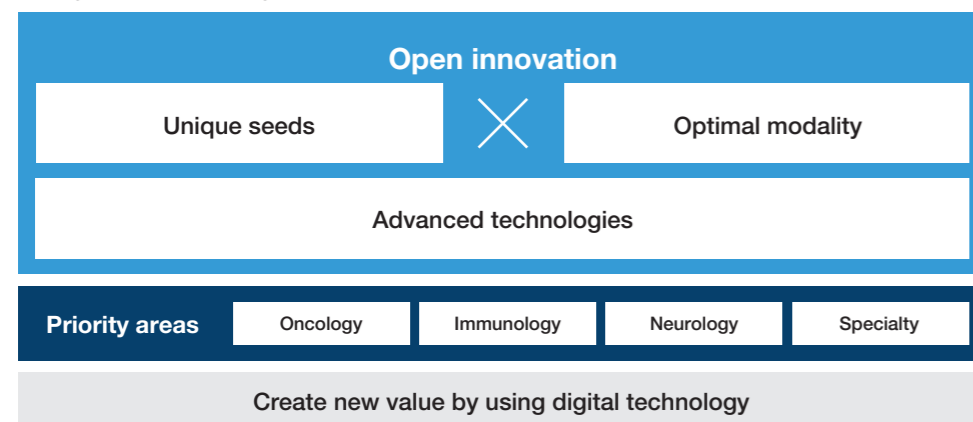 Open innovation
Unique seeds
Optimal modality
Advanced technologies
Priority areas
Oncology
Immunology
Neurology
Specialty
Create new value by using digital technology